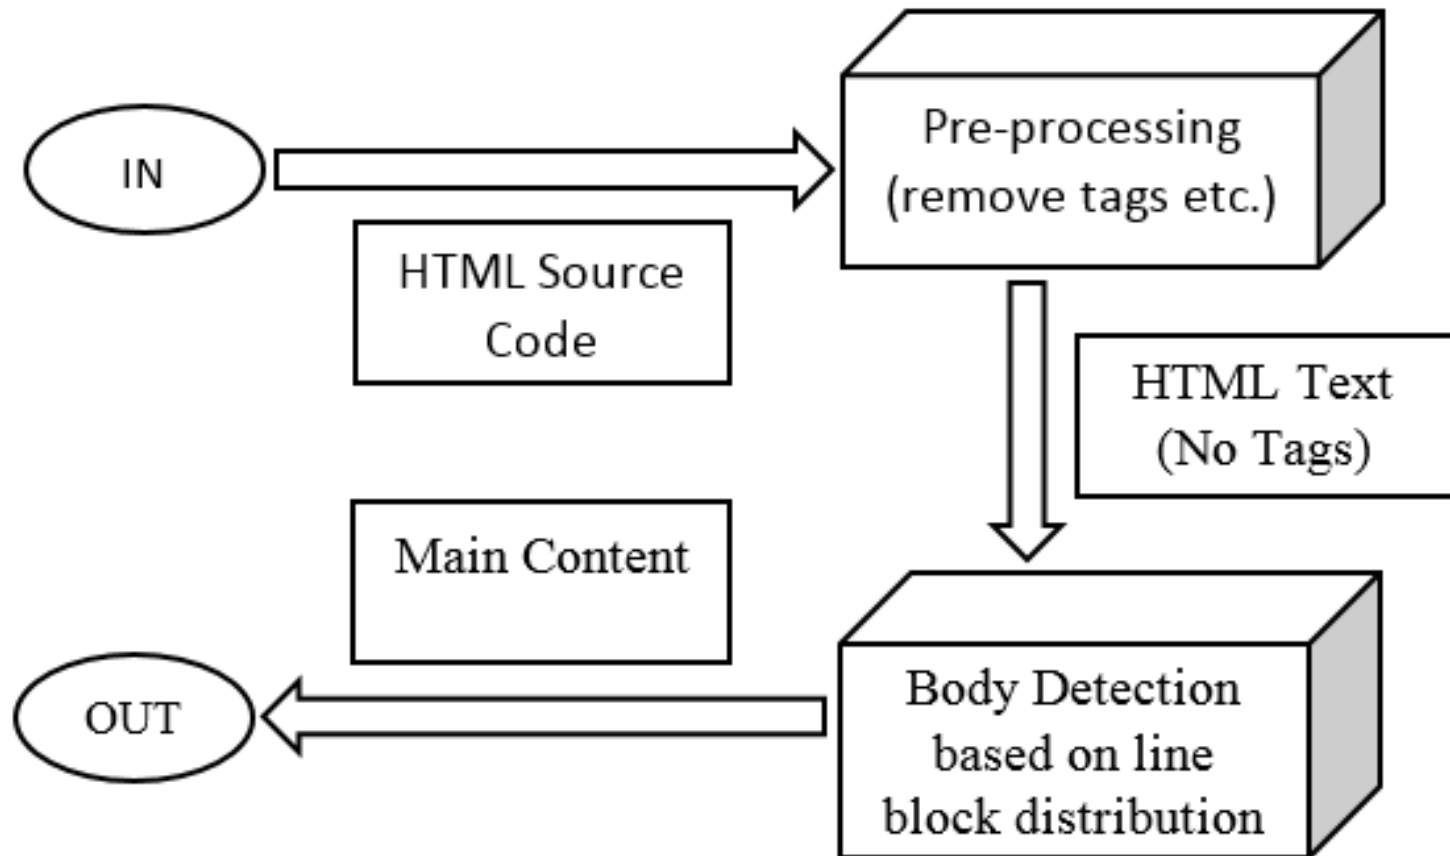 IN
Pre-processing
(remove tags etc.)
HTML Source
Code
HTML Text
(No Tags)
Main Content
OUT
Body Detection
based on line
block distribution